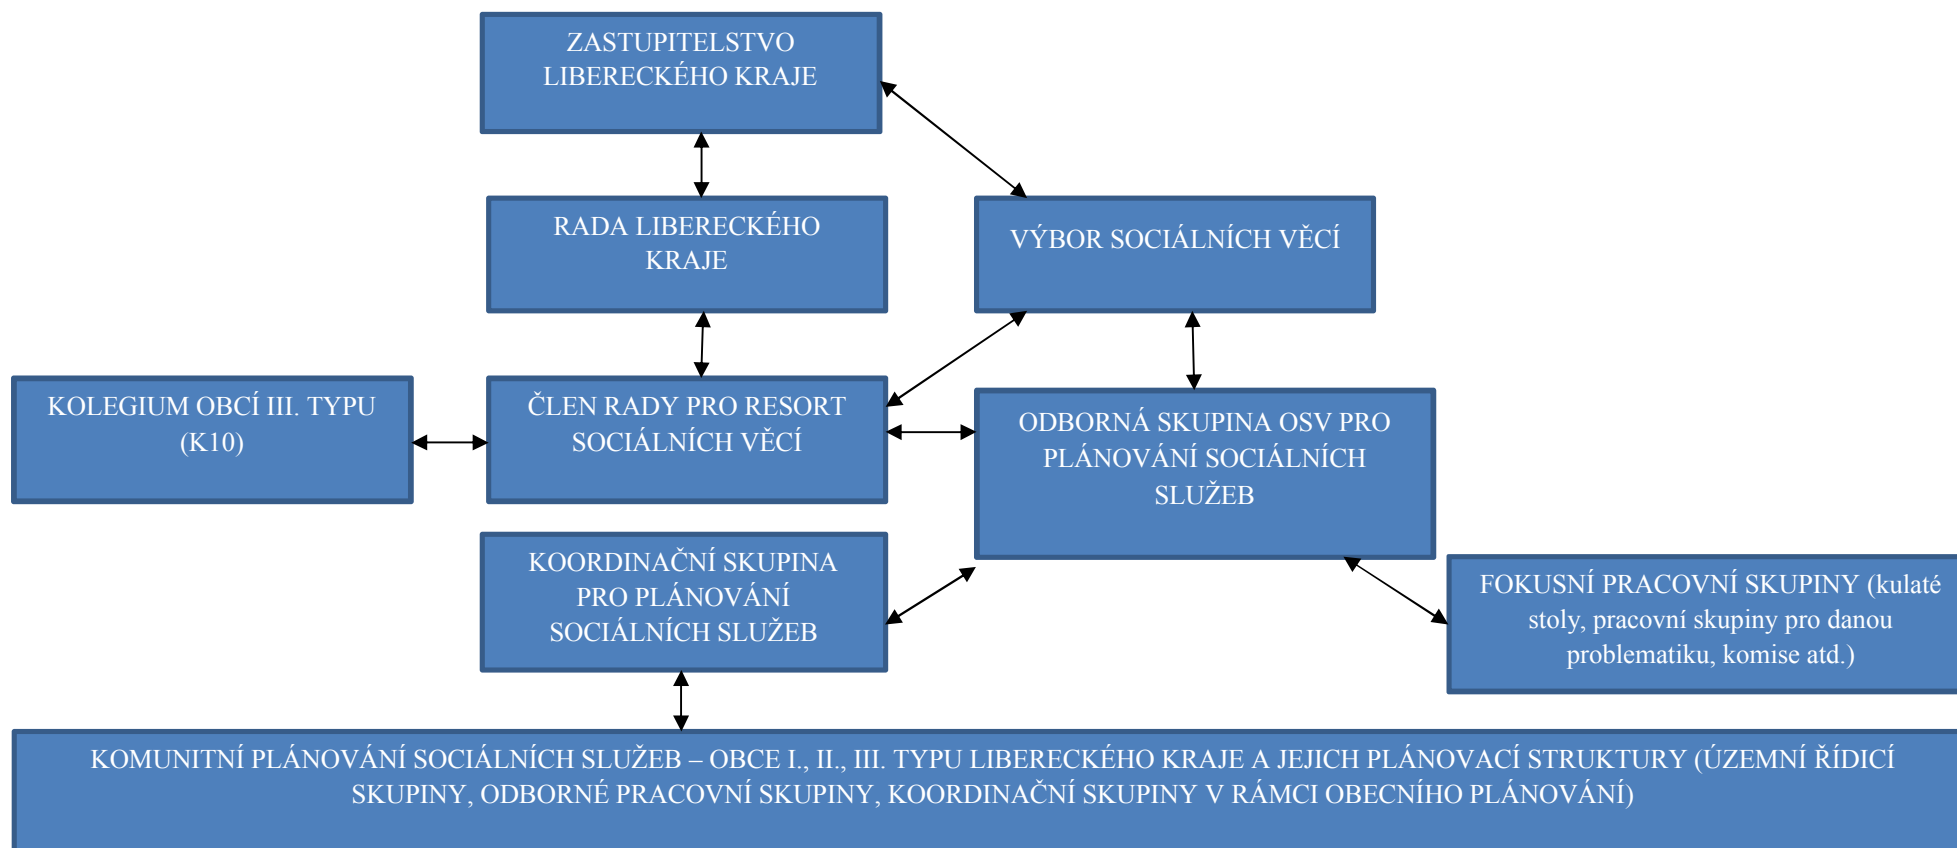 ZASTUPITELSTVO
LIBERECKÉHO KRAJE
RADA LIBERECKÉHO
KRAJE
VÝBOR SOCIÁLNÍCH VĚCÍ
KOLEGIUM OBCÍ III. TYPU
(K10)
ČLEN RADY PRO RESORT
SOCIÁLNÍCH VĚCÍ
ODBORNÁ SKUPINA OSV PRO
PLÁNOVÁNÍ SOCIÁLNÍCH
SLUŽEB
KOORDINAČNÍ SKUPINA
PRO PLÁNOVÁNÍ
SOCIÁLNÍCH SLUŽEB
FOKUSNÍ PRACOVNÍ SKUPINY (kulaté
stoly, pracovní skupiny pro danou
problematiku, komise atd.)
KOMUNITNÍ PLÁNOVÁNÍ SOCIÁLNÍCH SLUŽEB – OBCE I., II., III. TYPU LIBERECKÉHO KRAJE A JEJICH PLÁNOVACÍ STRUKTURY (ÚZEMNÍ ŘÍDICÍ
SKUPINY, ODBORNÉ PRACOVNÍ SKUPINY, KOORDINAČNÍ SKUPINY V RÁMCI OBECNÍHO PLÁNOVÁNÍ)